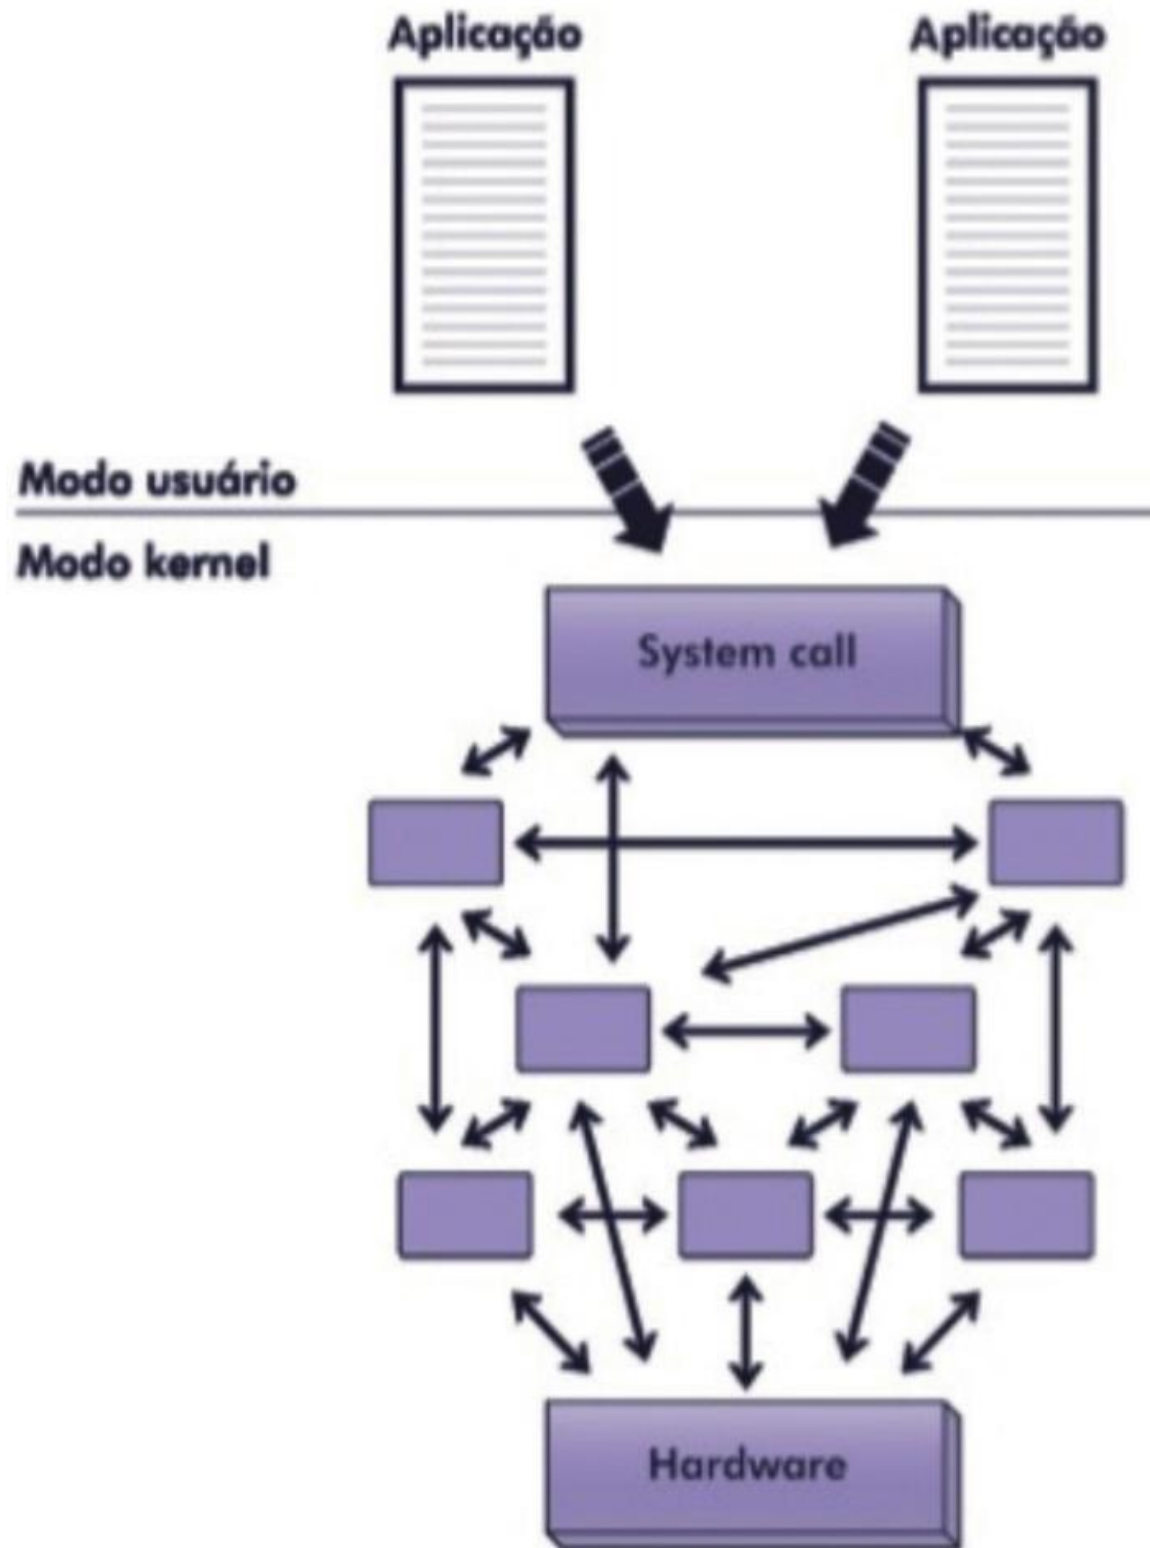 Aplicação
Aplicação
Modo usuário
Modo kernel
System call
Hardware